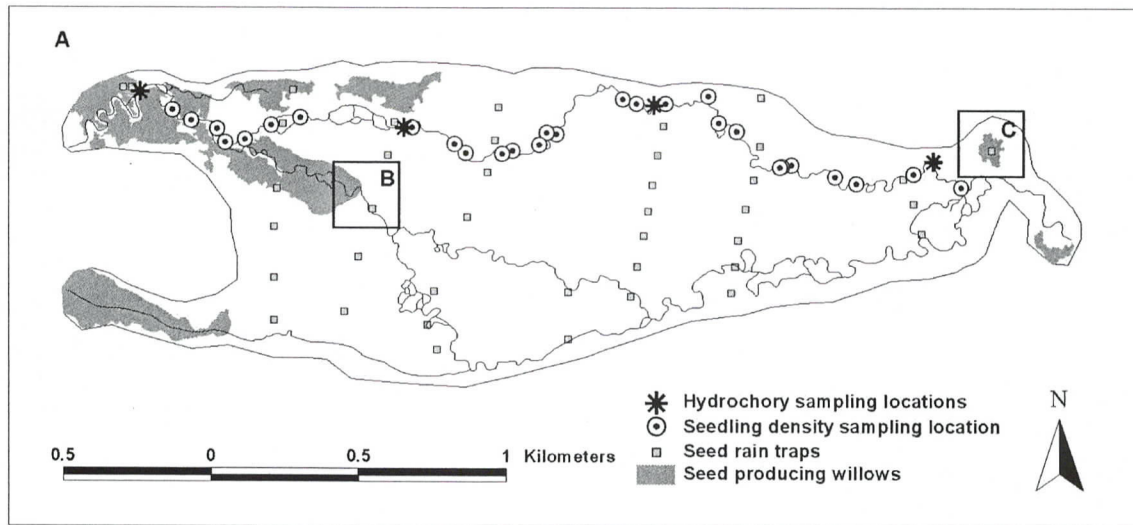 A
B
C
Hydrochory sampling locations
Seedling density sampling location
Seed rain traps
Seed producing willows
N
0.5 0 0.5 1 Kilometers